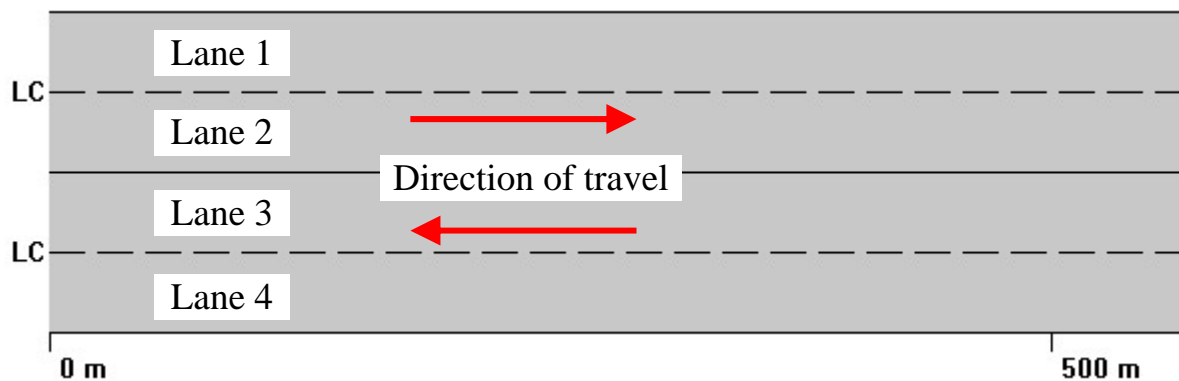 Lane 1
LC
Lane 2
Direction of travel
Lane 3
LC
Lane 4
0 m
500 m